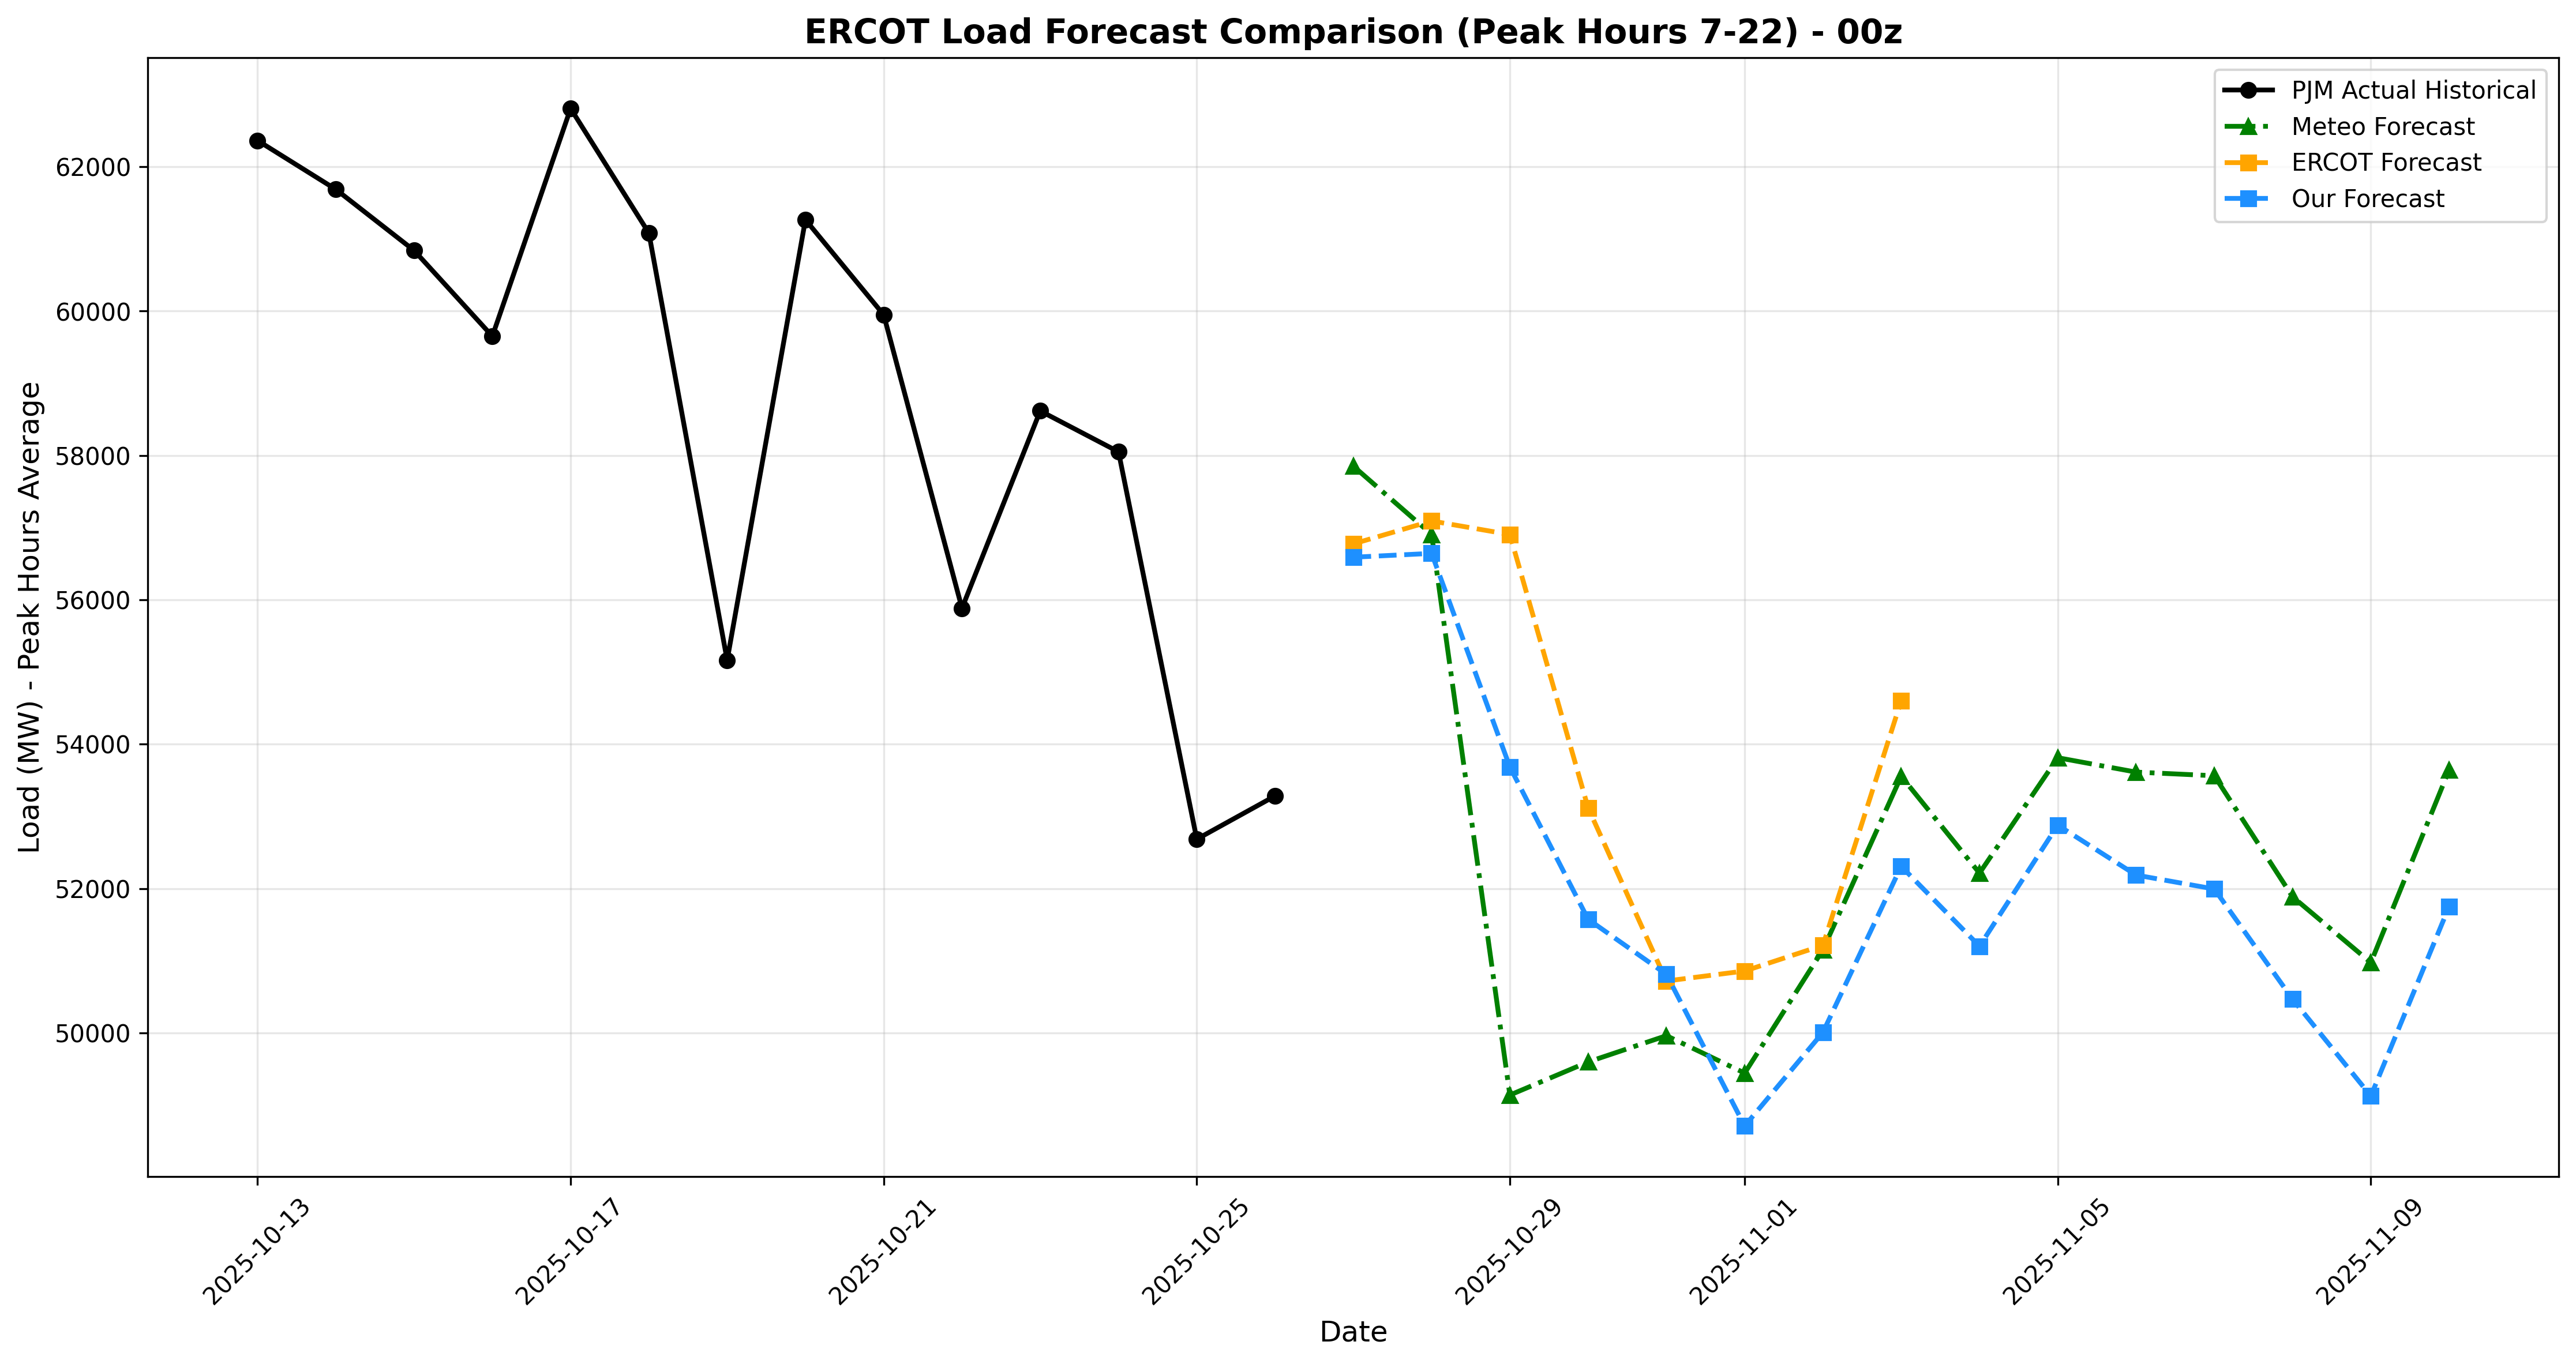 ERCOT Load Forecast Comparison (Peak Hours 7-22) - 00z
PJM Actual Historical
Meteo Forecast
ERCOT Forecast
Our Forecast
Load (MW) - Peak Hours Average
62000
60000
58000
56000
54000
52000
50000
2025-10-13
2025-10-17
2025-10-21
2025-10-25
2025-10-29
2025-11-01
2025-11-05
2025-11-09
Date